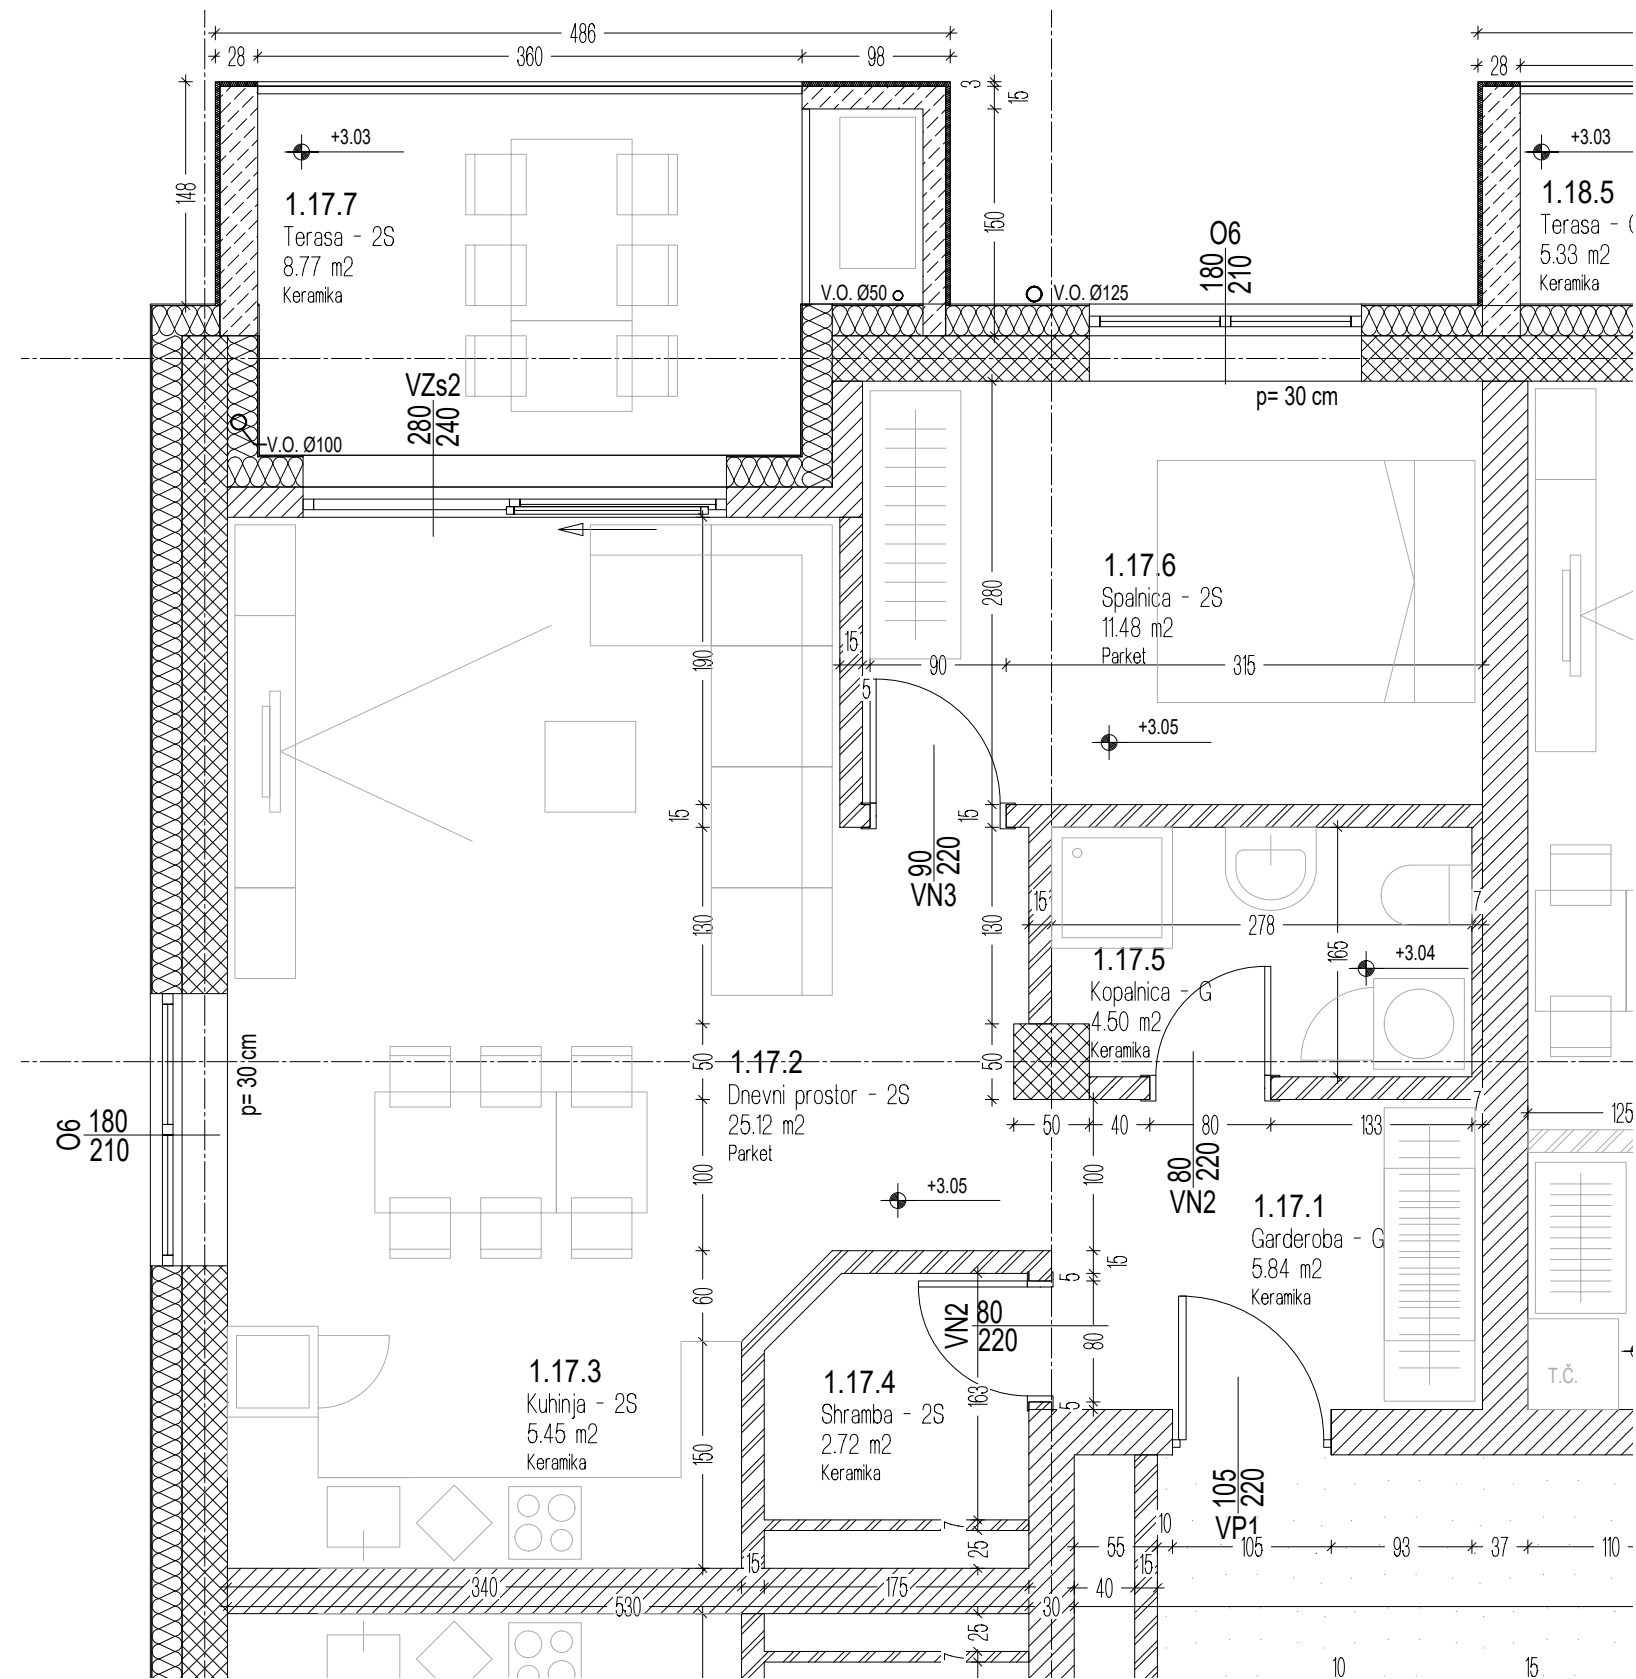 486
28
360
98
28
148
3
15
150
+3.03
1.17.7
Terasa - 2S
8.77 m2
Keramika
V.O. Ø50
V.O. Ø125
O6
180
210
p= 30 cm
+3.03
1.18.5
Terasa -
5.33 m2
Keramika
VZs2
280
240
V.O. Ø100
190
15
5
90
280
315
1.17.6
Spalnica - 2S
11.48 m2
Parket
+3.05
15
15
90
220
VN3
130
130
15
278
7
165
+3.04
1.17.5
Kopalnica - G
4.50 m2
Keramika
p= 30 cm
O6
180
210
50
50
1.17.2
Dnevni prostor - 2S
25.12 m2
Parket
+3.05
50
40
80
133
7
125
80
220
VN2
100
100
15
5
1.17.1
Garderoba - G
5.84 m2
Keramika
60
VN2
80
220
80
5
163
1.17.3
Kuhinja - 2S
5.45 m2
Keramika
1.17.4
Shramba - 2S
2.72 m2
Keramika
T.Č.
150
105
220
VP1
7
25
55
10
105
93
37
110
15
15
340
175
30
40
530
25
7
10
15